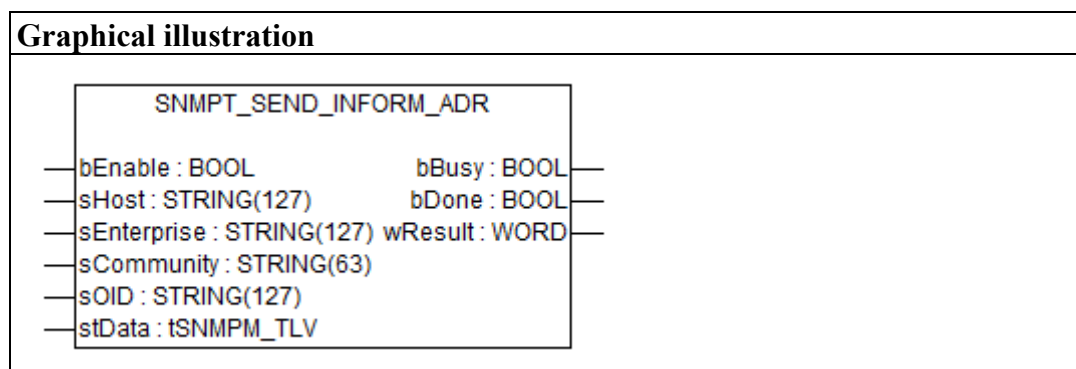 Graphical illustration
SNMPT_SEND_INFORM_ADR
bEnable : BOOL bBusy : BOOL
sHost : STRING(127) bDone : BOOL
sEnterprise : STRING(127) wResult : WORD
sCommunity : STRING(63)
sOID : STRING(127)
stData : tSNMPM_TLV